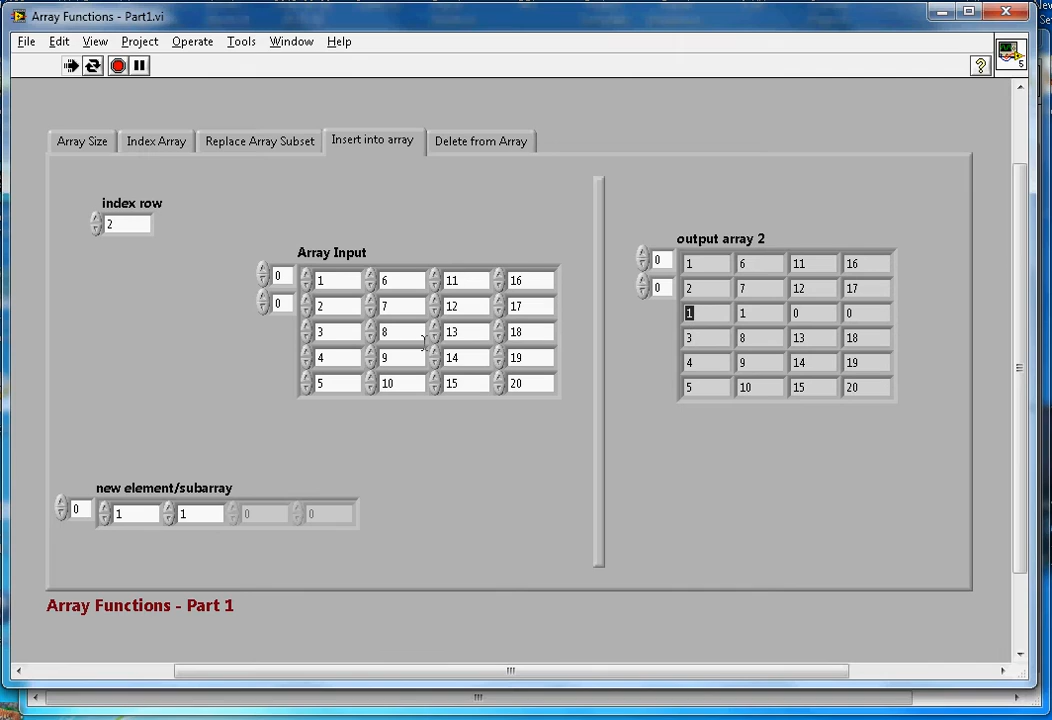 Array Functions - Part1.vi
File Edit View Project Operate Tools Window Help
?
5
Array Size Index Array Replace Array Subset Insert into array Delete from Array
index row
2
Array Input
0
0
1 6 11 16
2 7 12 17
3 8 13 18
4 9 14 19
5 10 15 20
new element/subarray
0 1 1 0 0
output array 2
0
0
1 6 11 16
2 7 12 17
1 1 0 0
3 8 13 18
4 9 14 19
5 10 15 20
Array Functions - Part 1